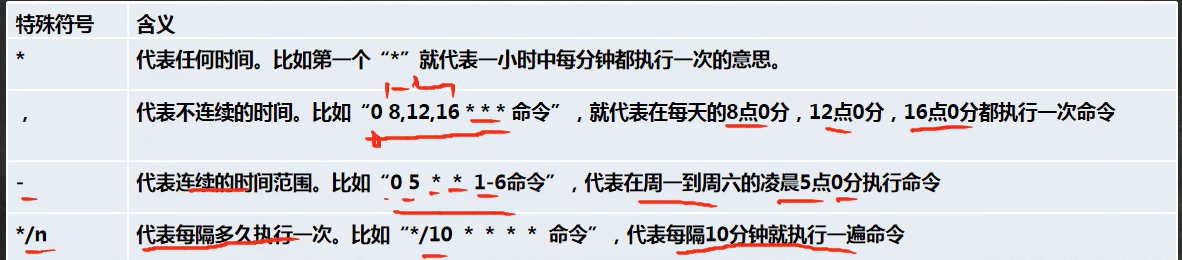 特殊符号 含义
* 代表任何时间。比如第一个“*”就代表一小时中每分钟都执行一次的意思。
, 代表不连续的时间。比如“0 8,12,16 * * * 命令”，就代表在每天的8点0分，12点0分，16点0分都执行一次命令
- 代表连续的时间范围。比如“0 5 * * 1-6命令”，代表在周一到周六的凌晨5点0分执行命令
*/n 代表每隔多久执行一次。比如“*/10 * * * * 命令”，代表每隔10分钟就执行一遍命令